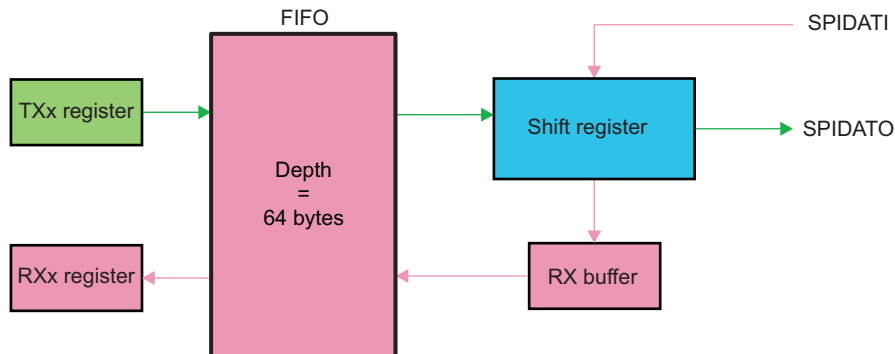 FIFO
SPIDATI
TXx register
Shift register
SPIDATO
Depth
=
64 bytes
RXx register
RX buffer